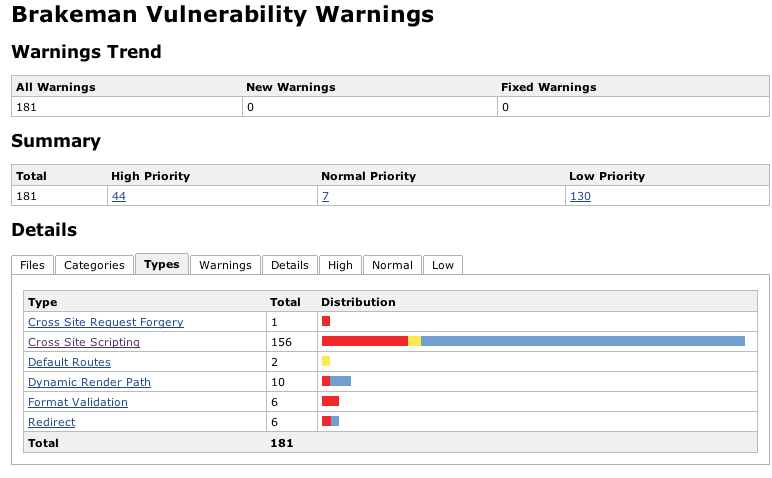 Brakeman Vulnerability Warnings
Warnings Trend
All Warnings New Warnings Fixed Warnings
181 0 0
Summary
Total High Priority Normal Priority Low Priority
181 44 7 130
Details
Files Categories Types Warnings Details High Normal Low
Type Total Distribution
Cross Site Request Forgery 1
Cross Site Scripting 156
Default Routes 2
Dynamic Render Path 10
Format Validation 6
Redirect 6
Total 181